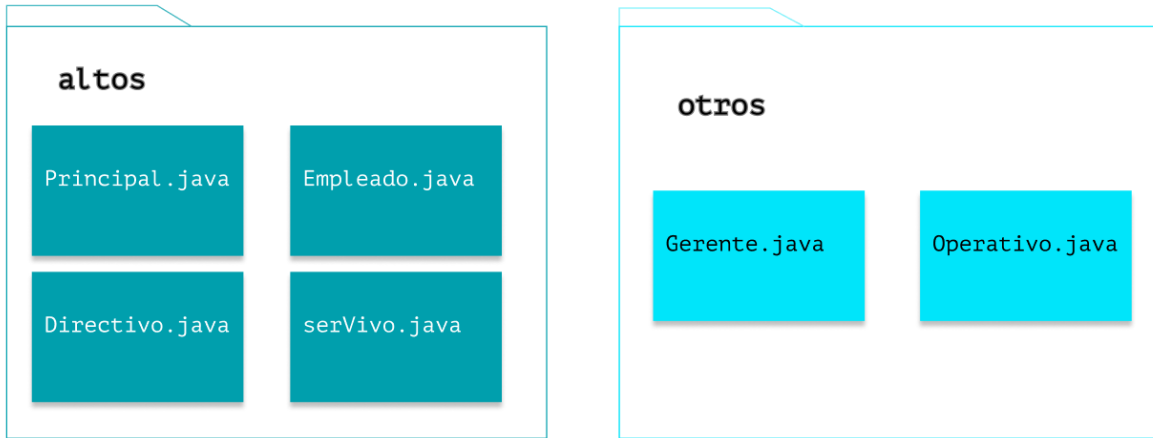 altos
Principal.java
Empleado.java
Directivo.java
serVivo.java
otros
Gerente.java
Operativo.java